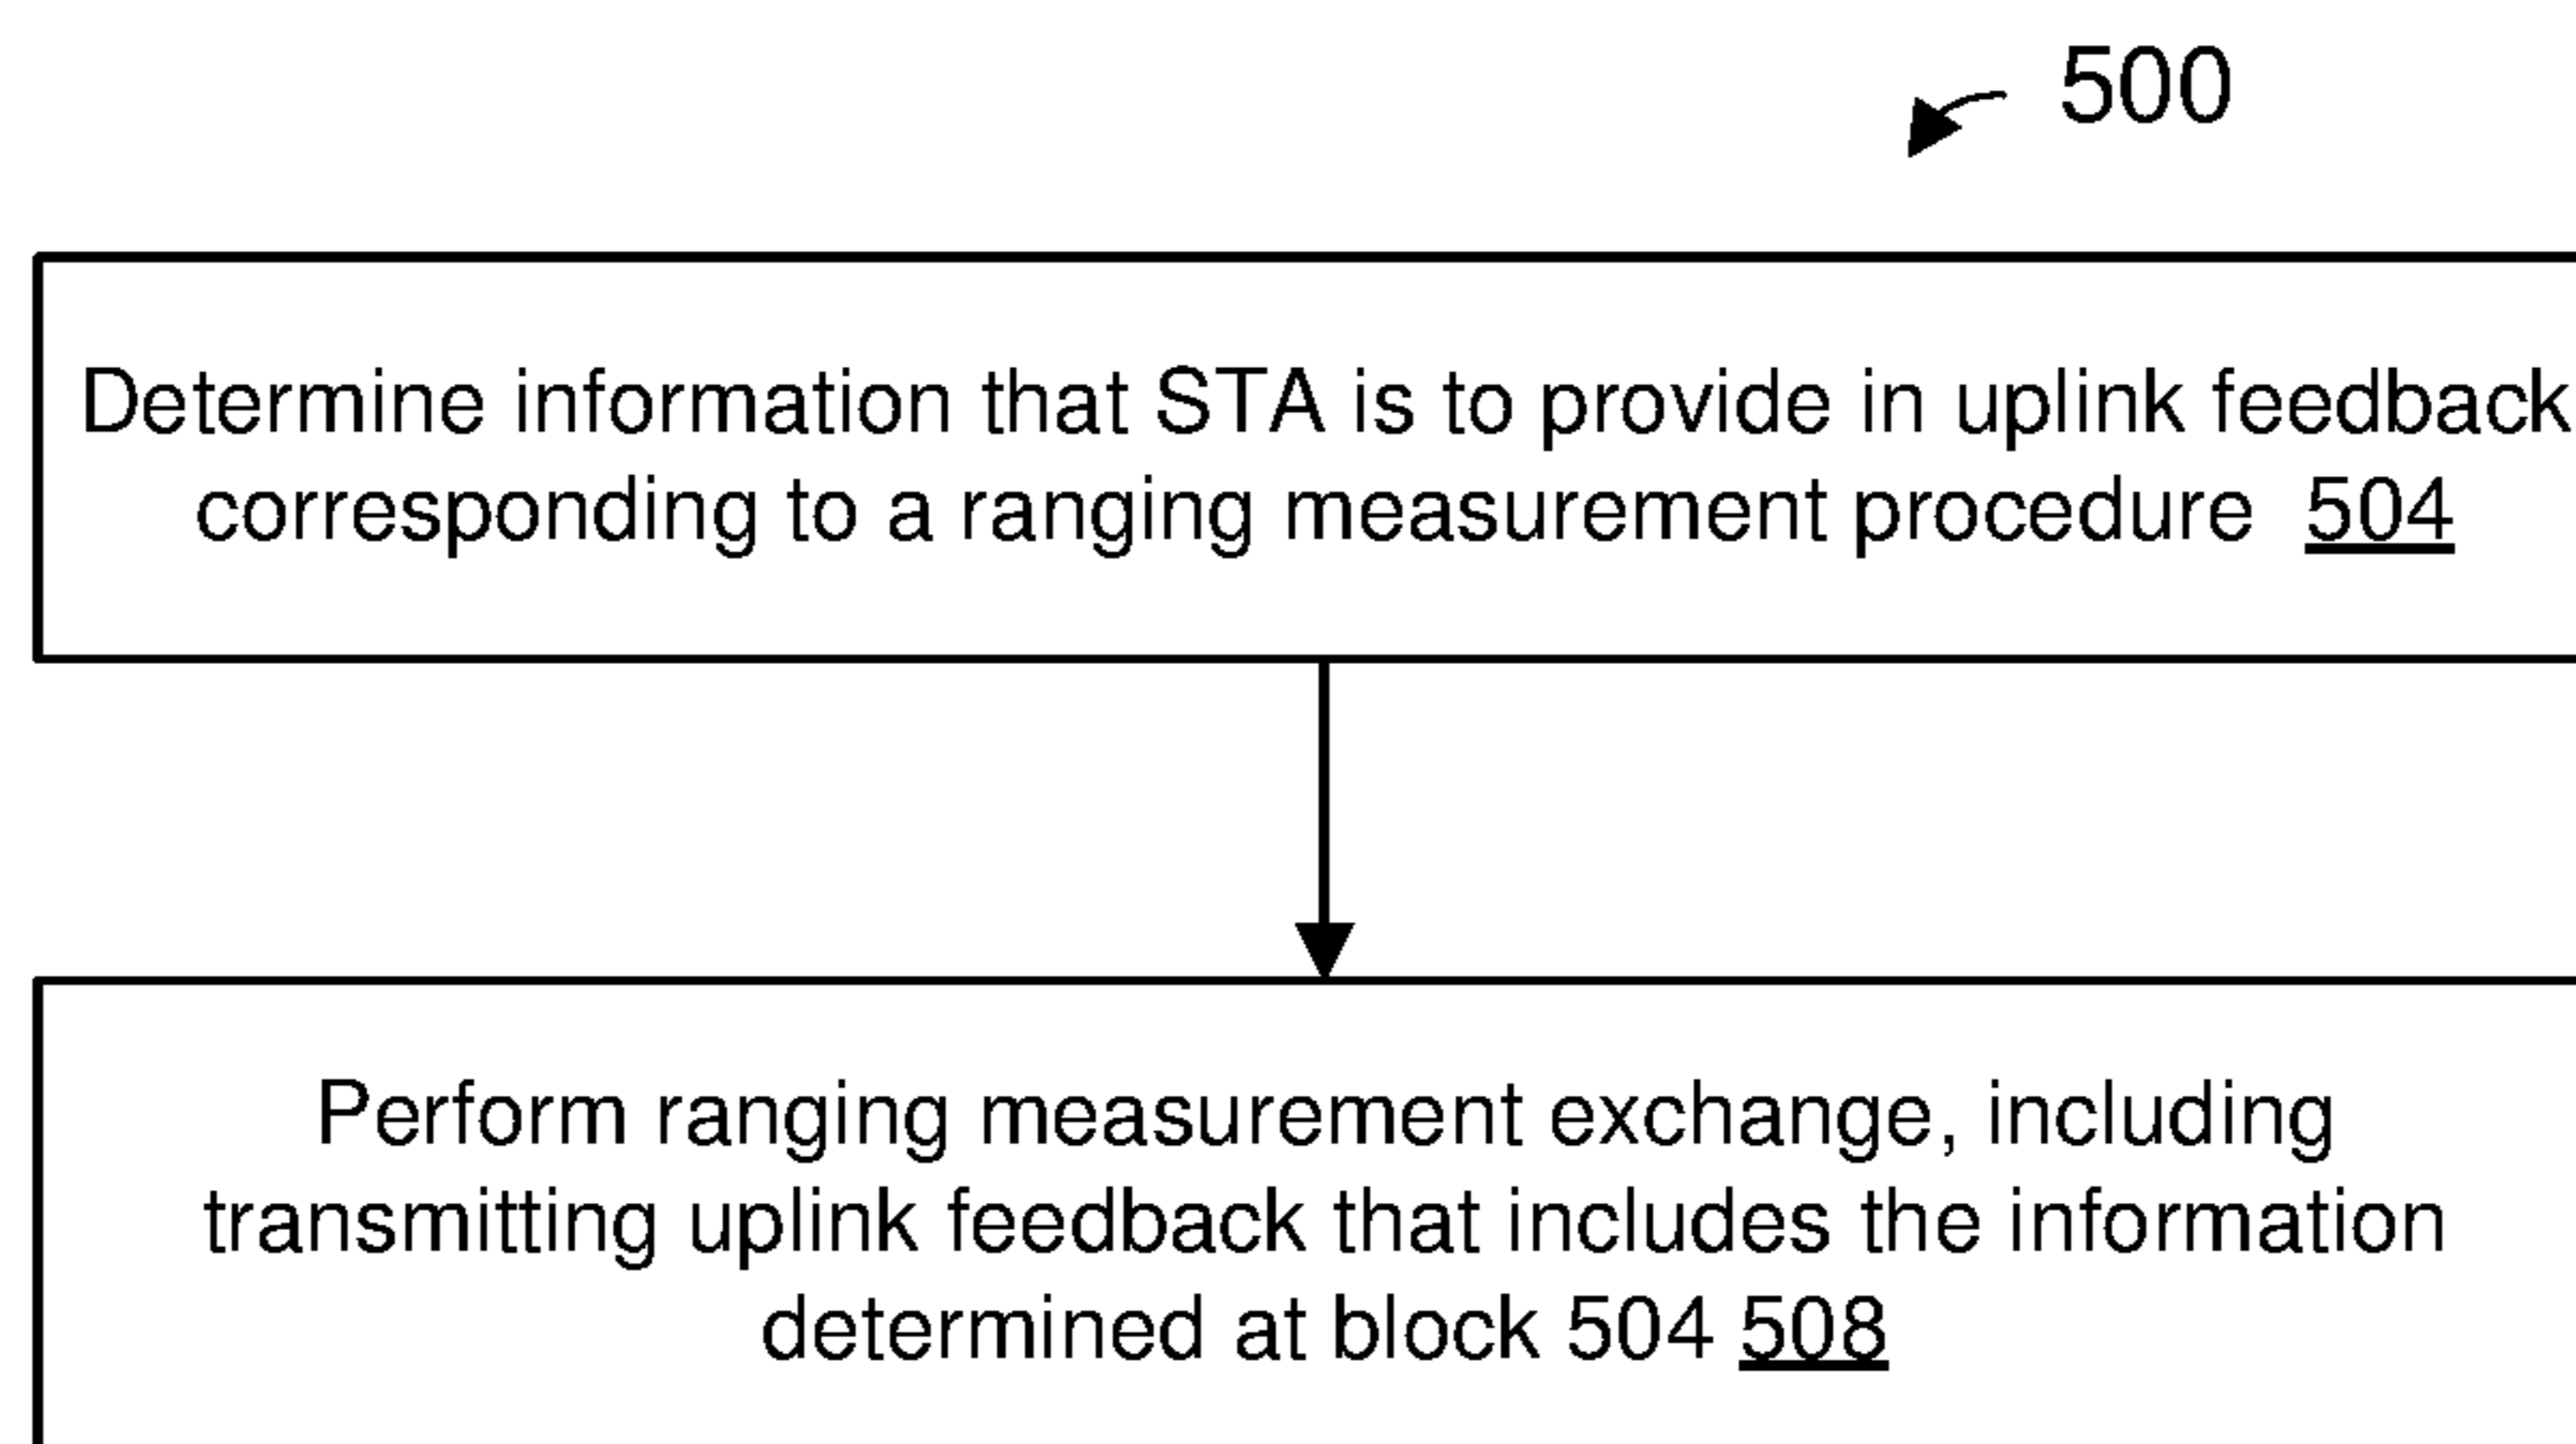 500
Determine information that STA is to provide in uplink feedback
corresponding to a ranging measurement procedure 504
Perform ranging measurement exchange, including
transmitting uplink feedback that includes the information
determined at block 504 508